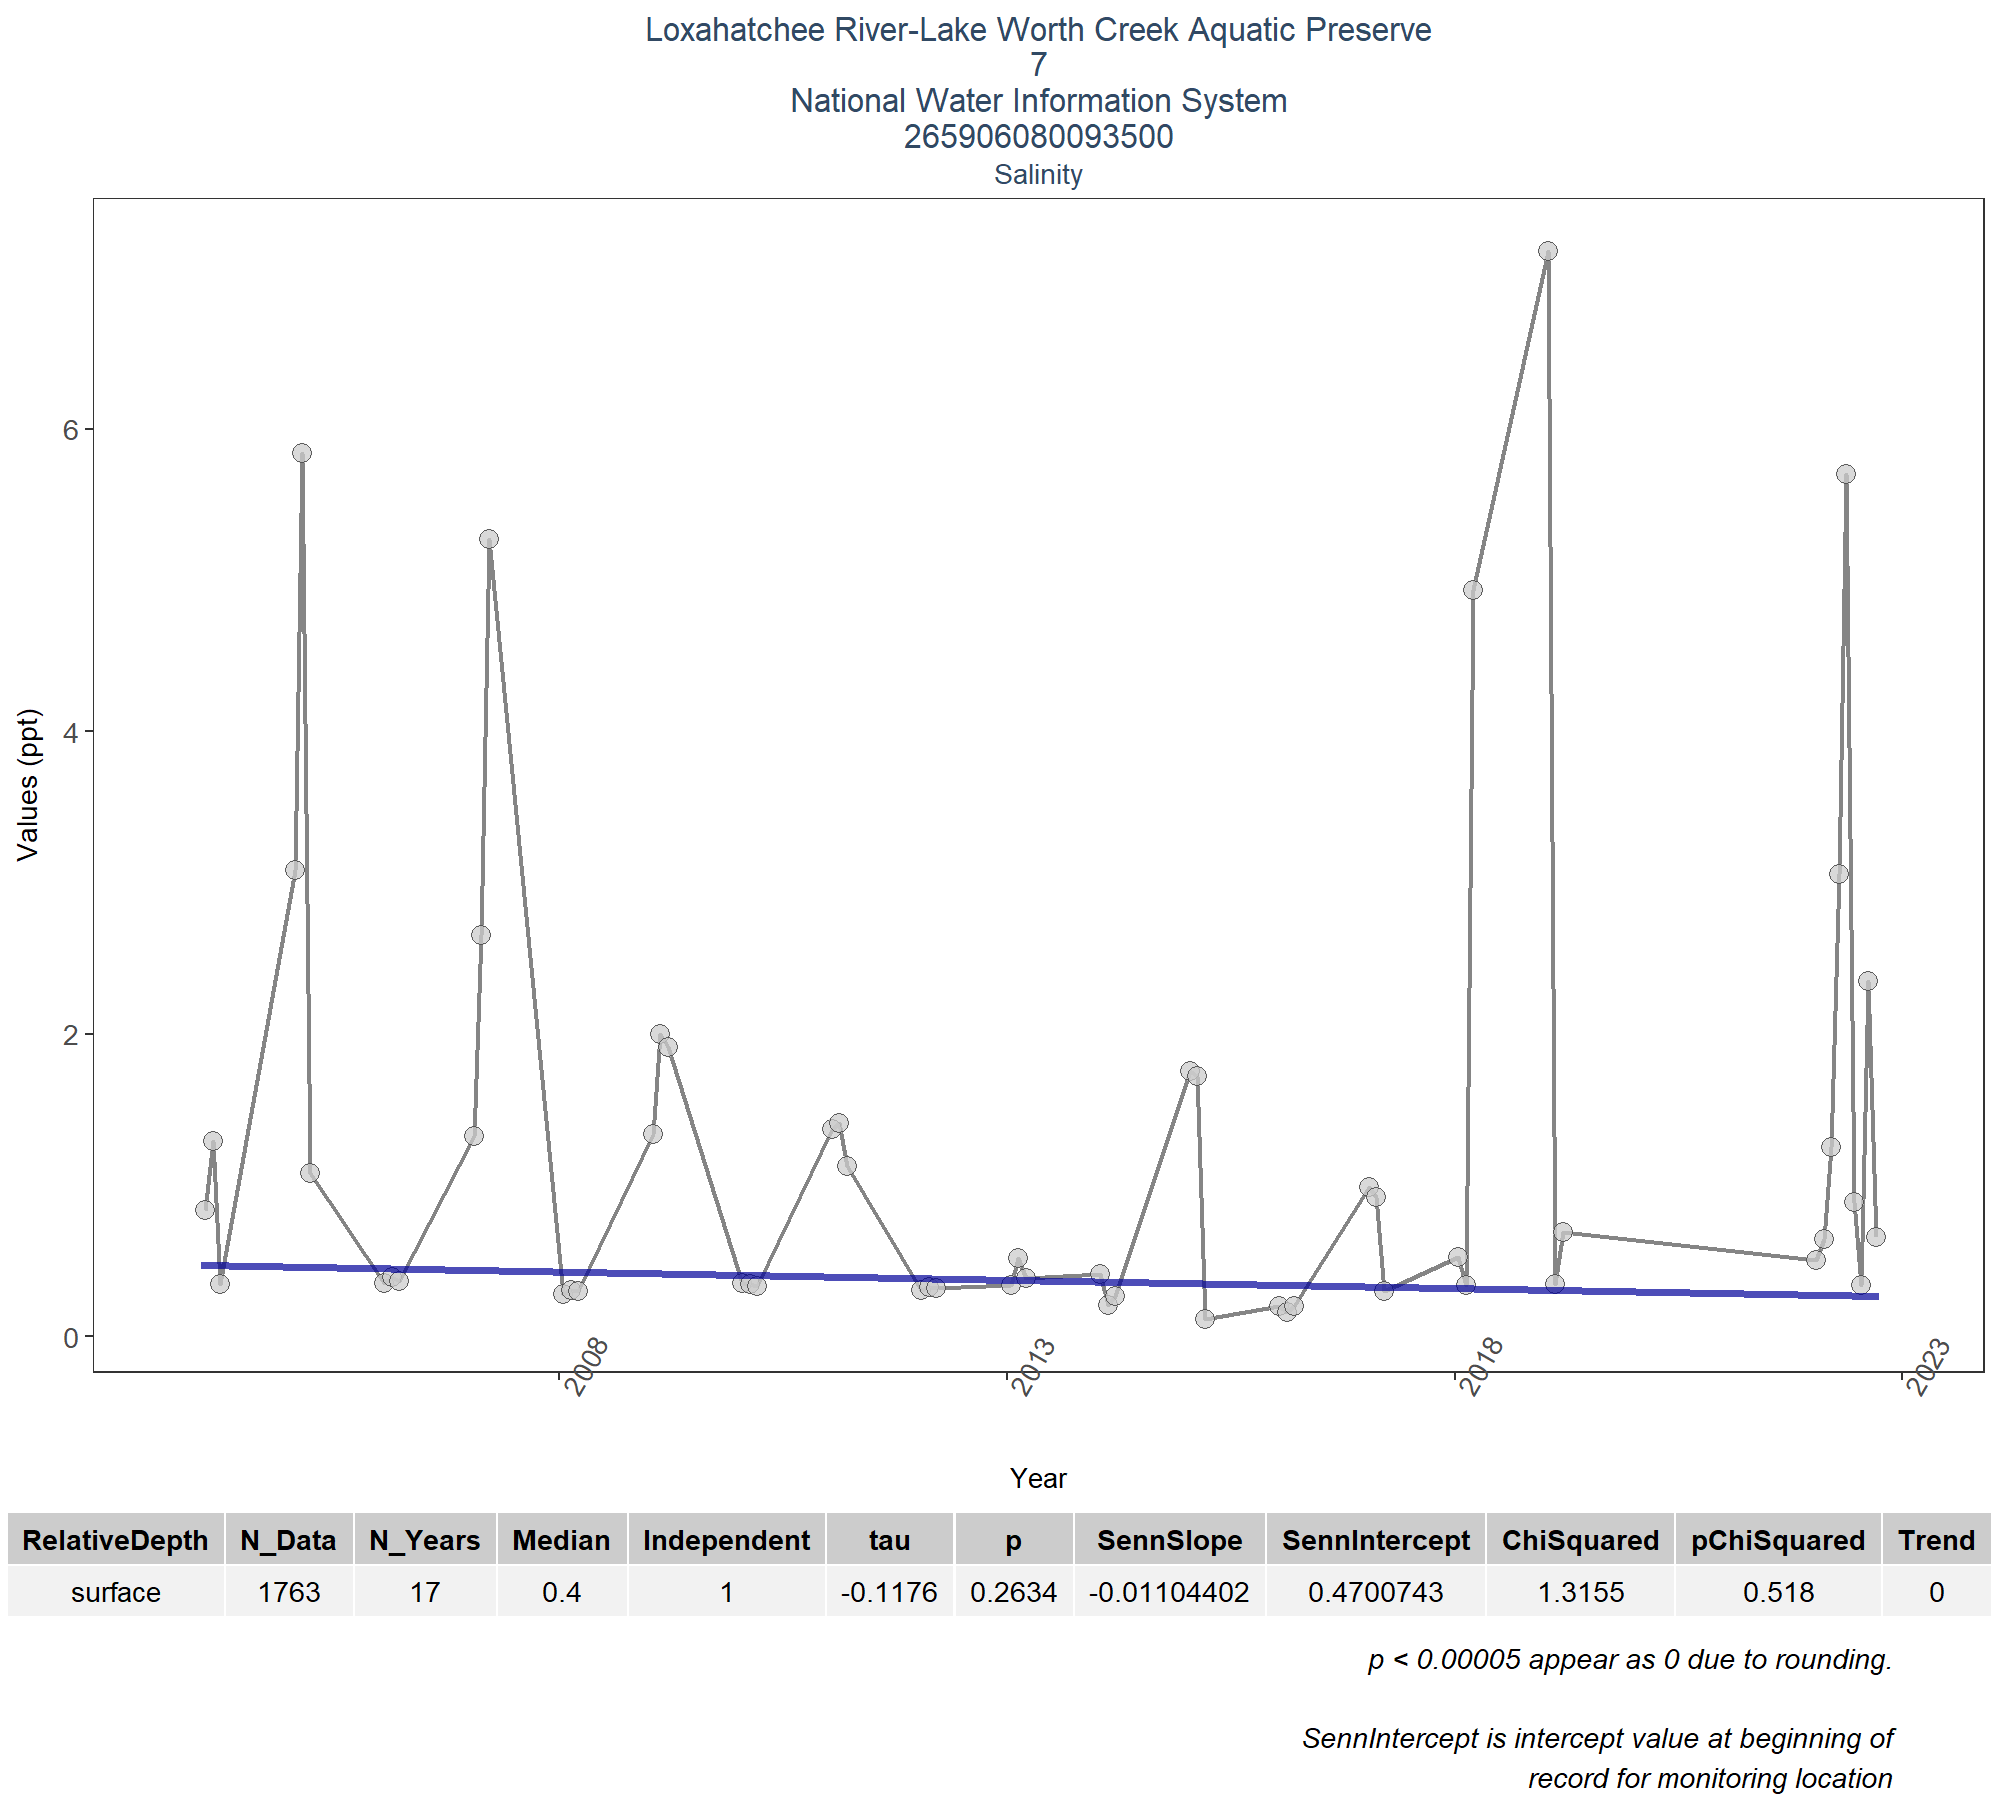 Loxahatchee River-Lake Worth Creek Aquatic Preserve
7
National Water Information System
265906080093500
Salinity
Values (ppt)
6
4
2
0
2008
2013
2018
2023
Year
RelativeDepth N_Data N_Years Median Independent tau p SennSlope SennIntercept ChiSquared pChiSquared Trend
surface 1763 17 0.4 1 -0.1176 0.2634 -0.01104402 0.4700743 1.3155 0.518 0
p < 0.00005 appear as 0 due to rounding.
SennIntercept is intercept value at beginning of
record for monitoring location